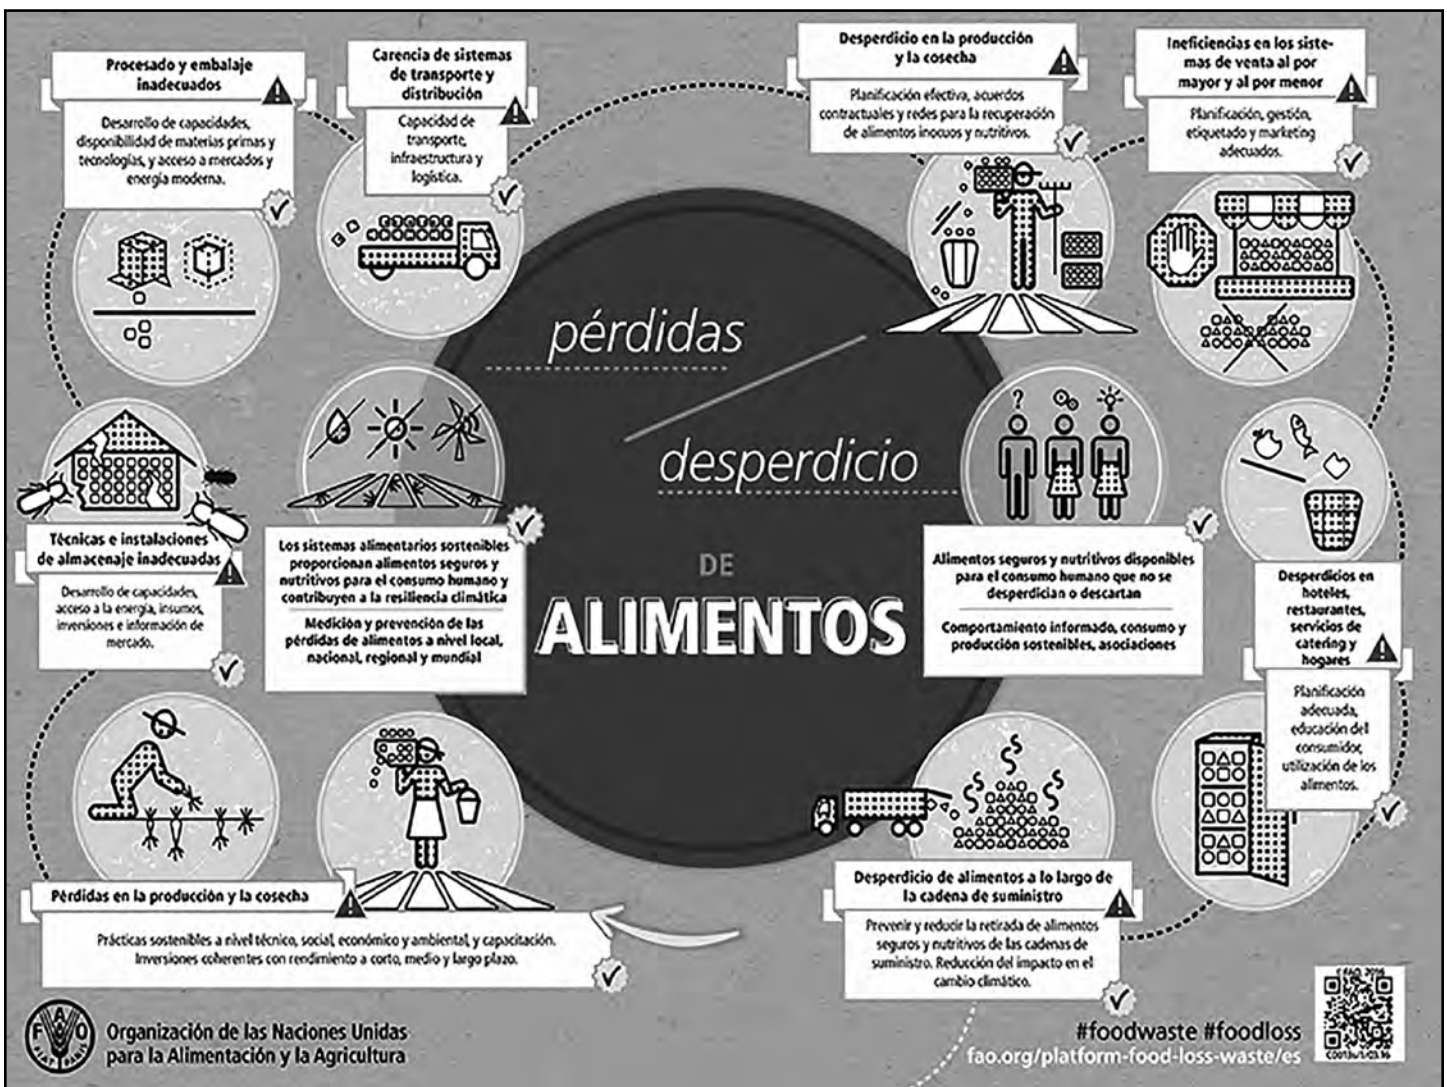 Procesado y embalaje
inadecuados
Desarrollo de capacidades,
disponibilidad de materias primas y
tecnologías, y acceso a mercados y
energía moderna.
Carencia de sistemas
de transporte y
distribución
Capacidad de
transporte,
infraestructura y
logística.
Desperdicio en la producción
y la cosecha
Planificación efectiva, acuerdos
contractuales y redes para la recuperación
de alimentos inocuos y nutritivos.
Ineficiencias en los siste-
mas de venta al por
mayor y al por menor
Planificación, gestión,
etiquetado y marketing
adecuados.
pérdidas
desperdicio
DE
ALIMENTOS
Técnicas e instalaciones
de almacenaje inadecuadas
Desarrollo de capacidades,
acceso a la energía, insumos,
inversiones e información de
mercado.
Los sistemas alimentarios sostenibles
proporcionan alimentos seguros y
nutritivos para el consumo humano y
contribuyen a la resiliencia climática
Medición y prevención de las
pérdidas de alimentos a nivel local,
nacional, regional y mundial
?
Alimentos seguros y nutritivos disponibles
para el consumo humano que no se
desperdician o descartan
Comportamiento informado, consumo y
producción sostenibles, asociaciones
Desperdicios en
hoteles,
restaurantes,
servicios de
catering y
hogares
Planificación
adecuada,
educación del
consumidor,
utilización de los
alimentos.
Pérdidas en la producción y la cosecha
Prácticas sostenibles a nivel técnico, social, económico y ambiental, y capacitación.
Inversiones coherentes con rendimiento a corto, medio y largo plazo.
Desperdicio de alimentos a lo largo de
la cadena de suministro
Prevenir y reducir la retirada de alimentos
seguros y nutritivos de las cadenas de
suministro. Reducción del impacto en el
cambio climático.
FAO
FIAT PANIS
Organización de las Naciones Unidas
para la Alimentación y la Agricultura
#foodwaste #foodloss
fao.org/platform-food-loss-waste/es
© FAO, 2016